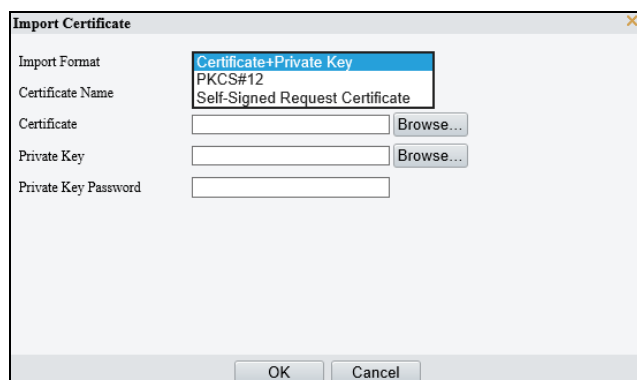 Import Certificate
Import Format
Certificate+Private Key
PKCS#12
Certificate Name
Self-Signed Request Certificate
Certificate
Browse...
Private Key
Browse...
Private Key Password
OK
Cancel